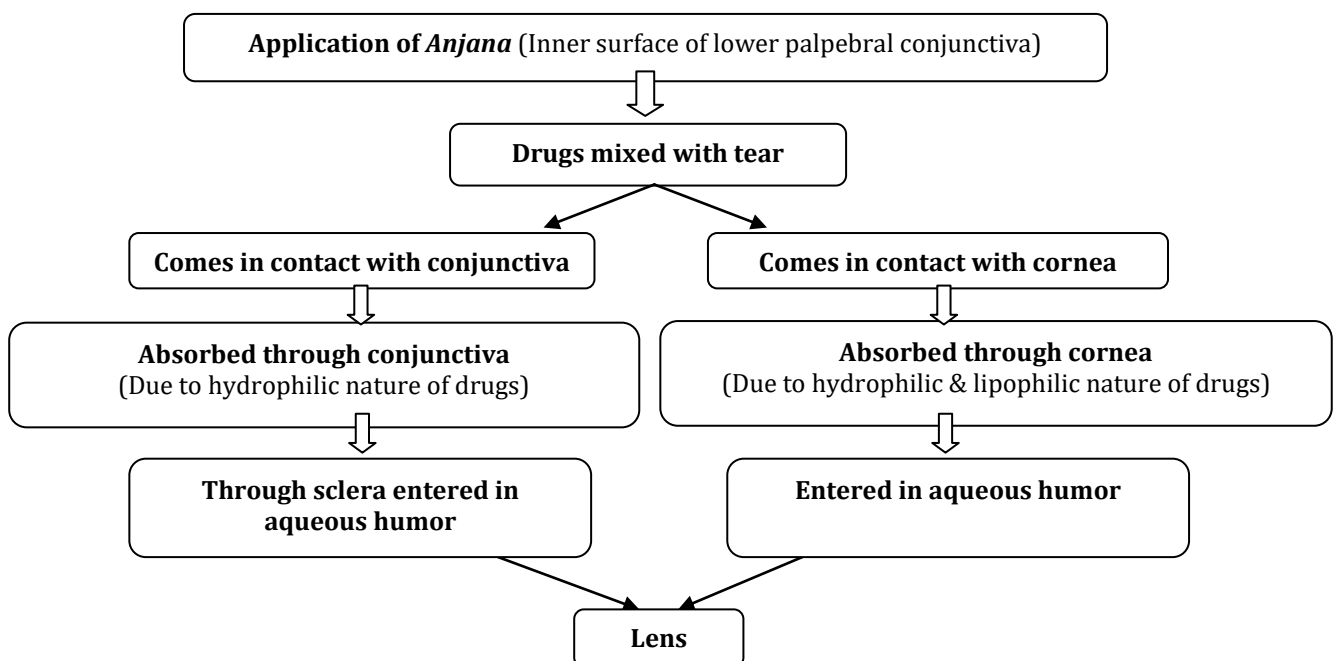 Application of Anjana (Inner surface of lower palpebral conjunctiva)
Drugs mixed with tear
Comes in contact with conjunctiva
Comes in contact with cornea
Absorbed through conjunctiva
(Due to hydrophilic nature of drugs)
Absorbed through cornea
(Due to hydrophilic & lipophilic nature of drugs)
Through sclera entered in
aqueous humor
Entered in aqueous humor
Lens